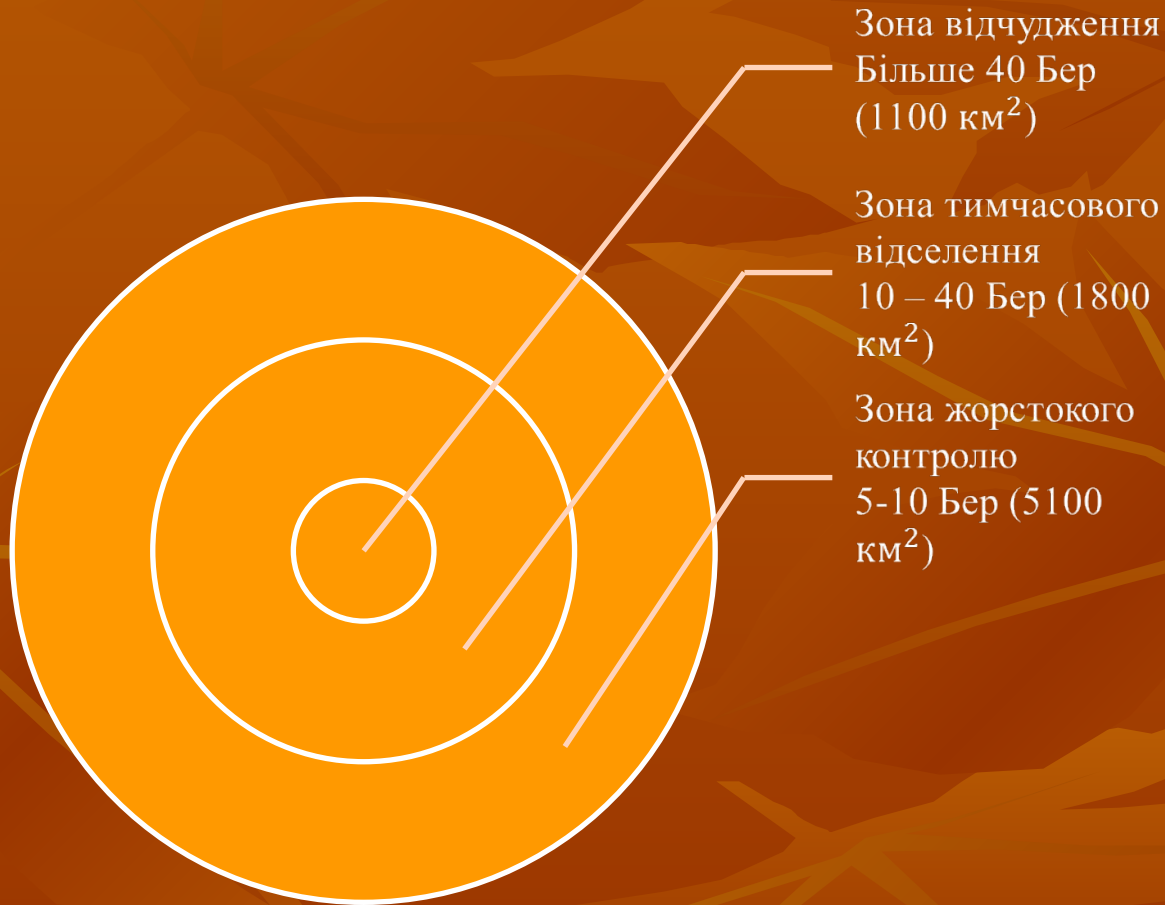 Зона відчудження
Більше 40 Бер
(1100 км²)
Зона тимчасового
відселення
10 – 40 Бер (1800
км²)
Зона жорстокого
контролю
5-10 Бер (5100
км²)